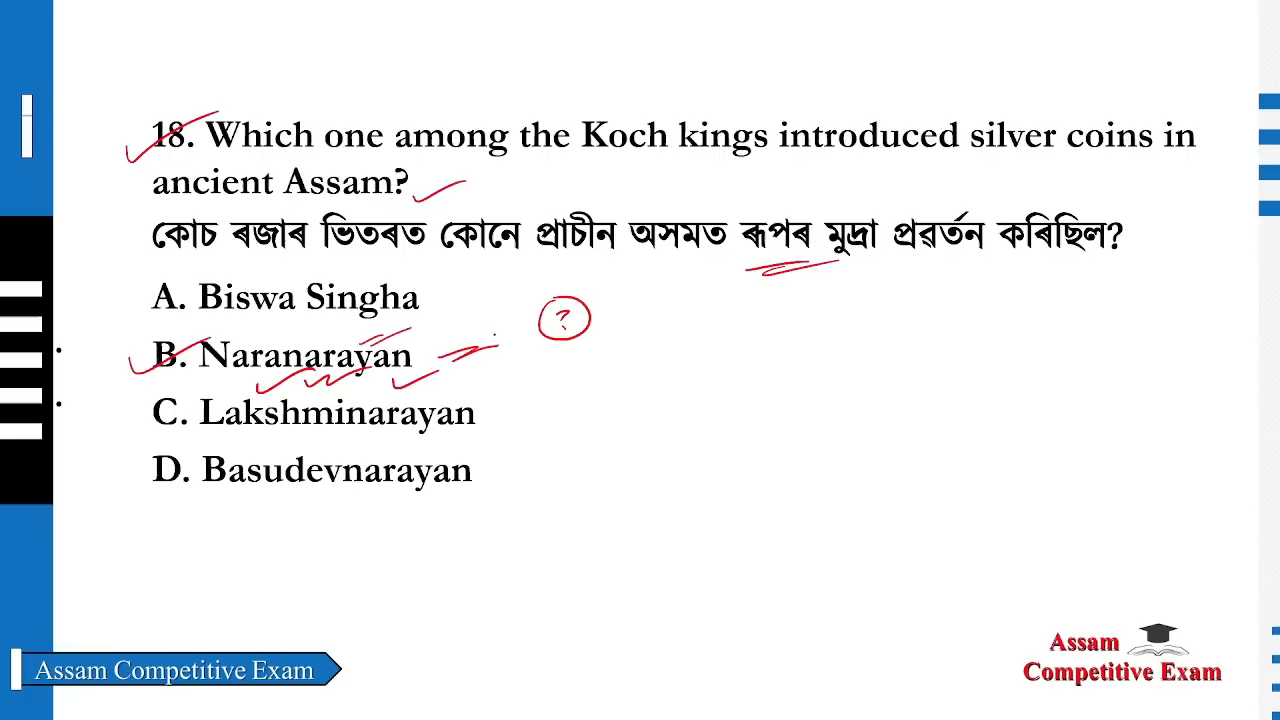 18. Which one among the Koch kings introduced silver coins in
ancient Assam?
কোচ ৰজাৰ ভিতৰত কোনে প্ৰাচীন অসমত ৰূপৰ মুদ্ৰা প্ৰৱৰ্তন কৰিছিল?
A. Biswa Singha
?
B. Naranarayan
C. Lakshminarayan
D. Basudevnarayan
Assam Competitive Exam
Assam
Competitive Exam